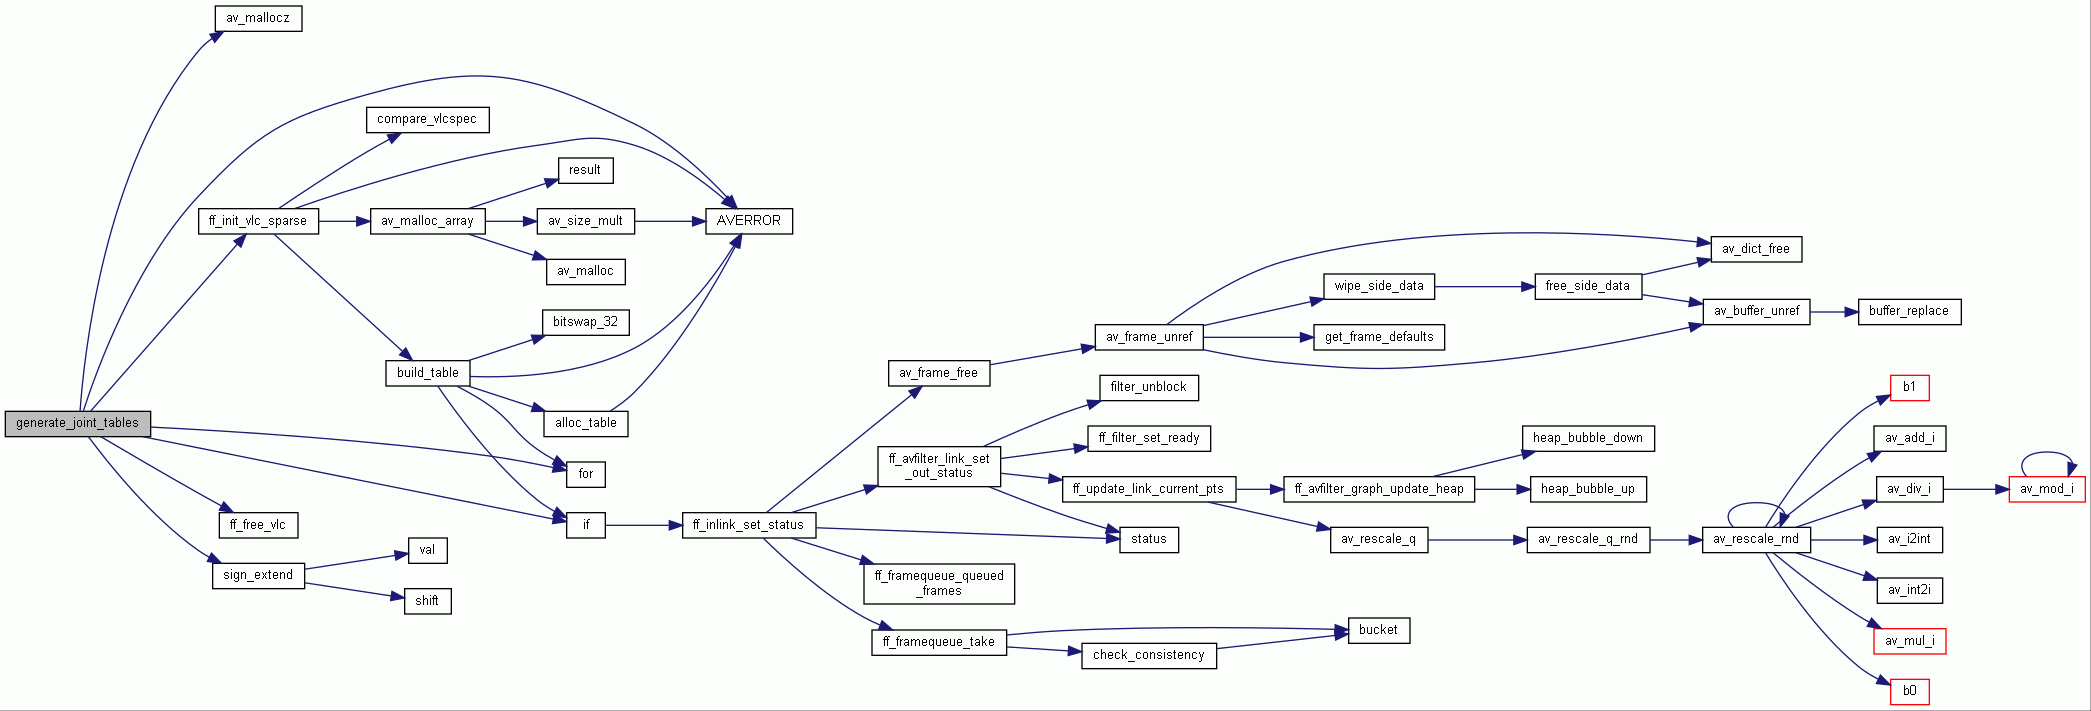 av_mallocz
compare_vlcspec
result
ff_init_vlc_sparse
av_malloc_array
av_size_mult
AVERROR
av_malloc
bitswap_32
build_table
alloc_table
generate_joint_tables
for
ff_free_vlc
if
sign_extend
val
shift
ff_inlink_set_status
av_frame_free
ff_avfilter_link_set
_out_status
ff_framequeue_queued
_frames
ff_framequeue_take
av_frame_unref
filter_unblock
ff_filter_set_ready
ff_update_link_current_pts
status
check_consistency
bucket
wipe_side_data
get_frame_defaults
ff_avfilter_graph_update_heap
av_rescale_q
free_side_data
heap_bubble_down
heap_bubble_up
av_rescale_q_rnd
av_dict_free
av_buffer_unref
buffer_replace
av_rescale_rnd
b1
av_add_i
av_div_i
av_mod_i
av_i2int
av_int2i
av_mul_i
b0